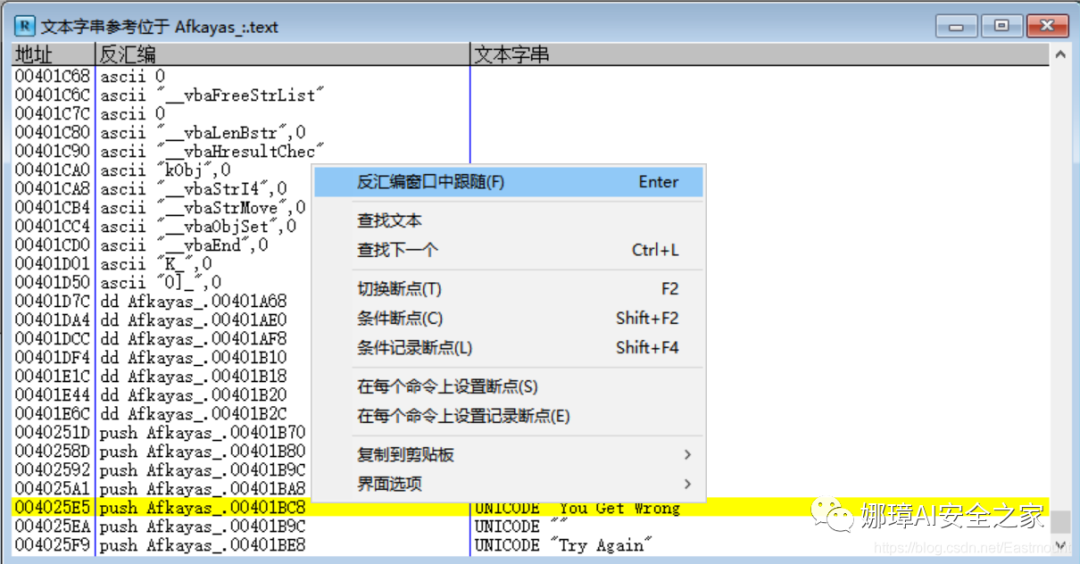 R 文本字串参考位于 Afkayas_:.text
地址 反汇编 文本字串
00401C68 ascii 0
00401C6C ascii "__vbaFreeStrList"
00401C7C ascii 0
00401C80 ascii "__vbaLenBstr",0
00401C90 ascii "__vbaHresultChec"
00401CA0 ascii "kObj",0
00401CA8 ascii "__vbaStrI4",0
00401CB4 ascii "__vbaStrMove",0
00401CC4 ascii "__vbaObjSet",0
00401CD0 ascii "__vbaEnd",0
00401D01 ascii "K_",0
00401D50 ascii "O]_",0
00401D7C dd Afkayas_.00401A68
00401DA4 dd Afkayas_.00401AE0
00401DCC dd Afkayas_.00401AF8
00401DF4 dd Afkayas_.00401B10
00401E1C dd Afkayas_.00401B18
00401E44 dd Afkayas_.00401B20
00401E6C dd Afkayas_.00401B2C
0040251D push Afkayas_.00401B70
0040258D push Afkayas_.00401B80
00402592 push Afkayas_.00401B9C
004025A1 push Afkayas_.00401BA8
004025E5 push Afkayas_.00401BC8 UNICODE "You Get Wrong
004025EA push Afkayas_.00401B9C UNICODE ""
004025F9 push Afkayas_.00401BE8 UNICODE "Try Again"
反汇编窗口中跟随(F) Enter
查找文本
查找下一个 Ctrl+L
切换断点(T) F2
条件断点(C) Shift+F2
条件记录断点(L) Shift+F4
在每个命令上设置断点(S)
在每个命令上设置记录断点(E)
复制到剪贴板
界面选项
娜璋AI安全之家
https://blog.csdn.net/Eastmount